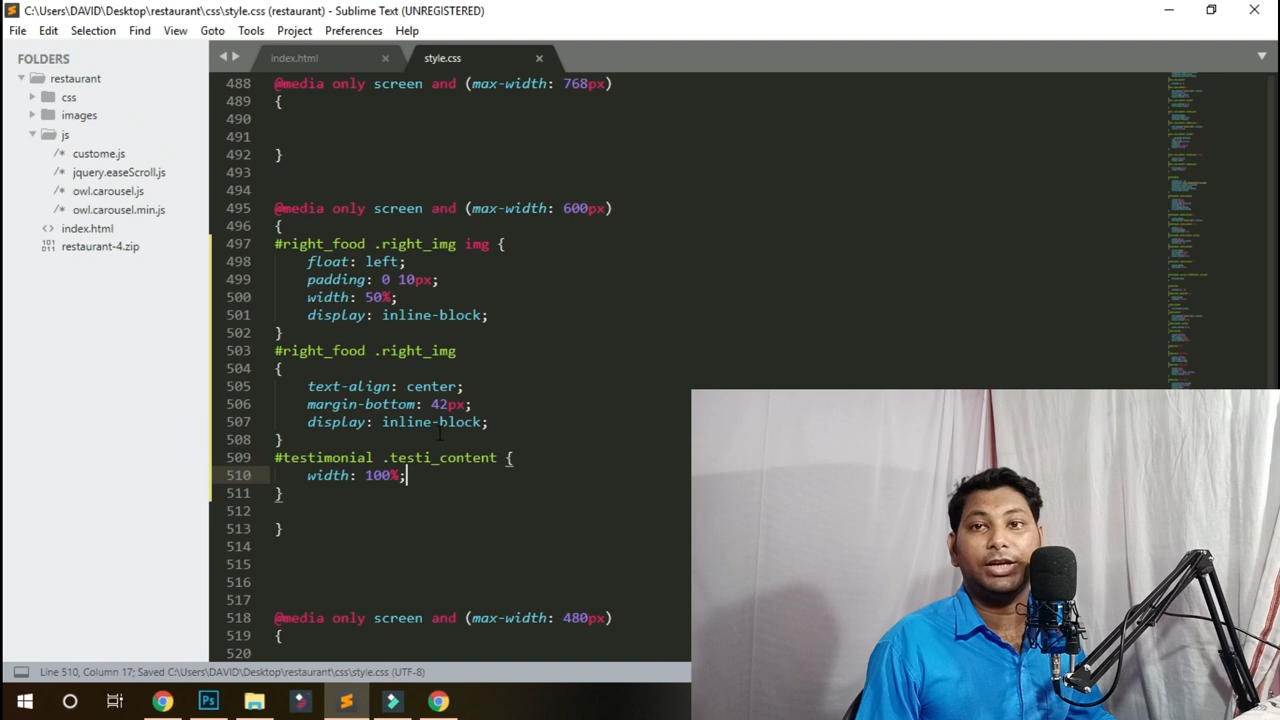 C:\Users\DAVID\Desktop\restaurant\css\style.css (restaurant) - Sublime Text (UNREGISTERED)
File Edit Selection Find View Goto Tools Project Preferences Help
FOLDERS
restaurant
css
images
js
/* custome.js
/* jquery.easeScroll.js
/* owl.carousel.js
/* owl.carousel.min.js
<> index.html
/* restaurant-4.zip
index.html style.css
488 @media only screen and (max-width: 768px)
489 {
490
491
492 }
493
494
495 @media only screen and (max-width: 600px)
496 {
497 #right_food .right_img img {
498 float: left;
499 padding: 0 10px;
500 width: 50%;
501 display: inline-block;
502 }
503 #right_food .right_img
504 {
505 text-align: center;
506 margin-bottom: 42px;
507 display: inline-block;
508 }
509 #testimonial .testi_content {
510 width: 100%;
511 }
512
513 }
514
515
516
517
518 @media only screen and (max-width: 480px)
519 {
520
Line 510, Column 17; Saved C:\Users\DAVID\Desktop\restaurant\css\style.css (UTF-8)
Ps